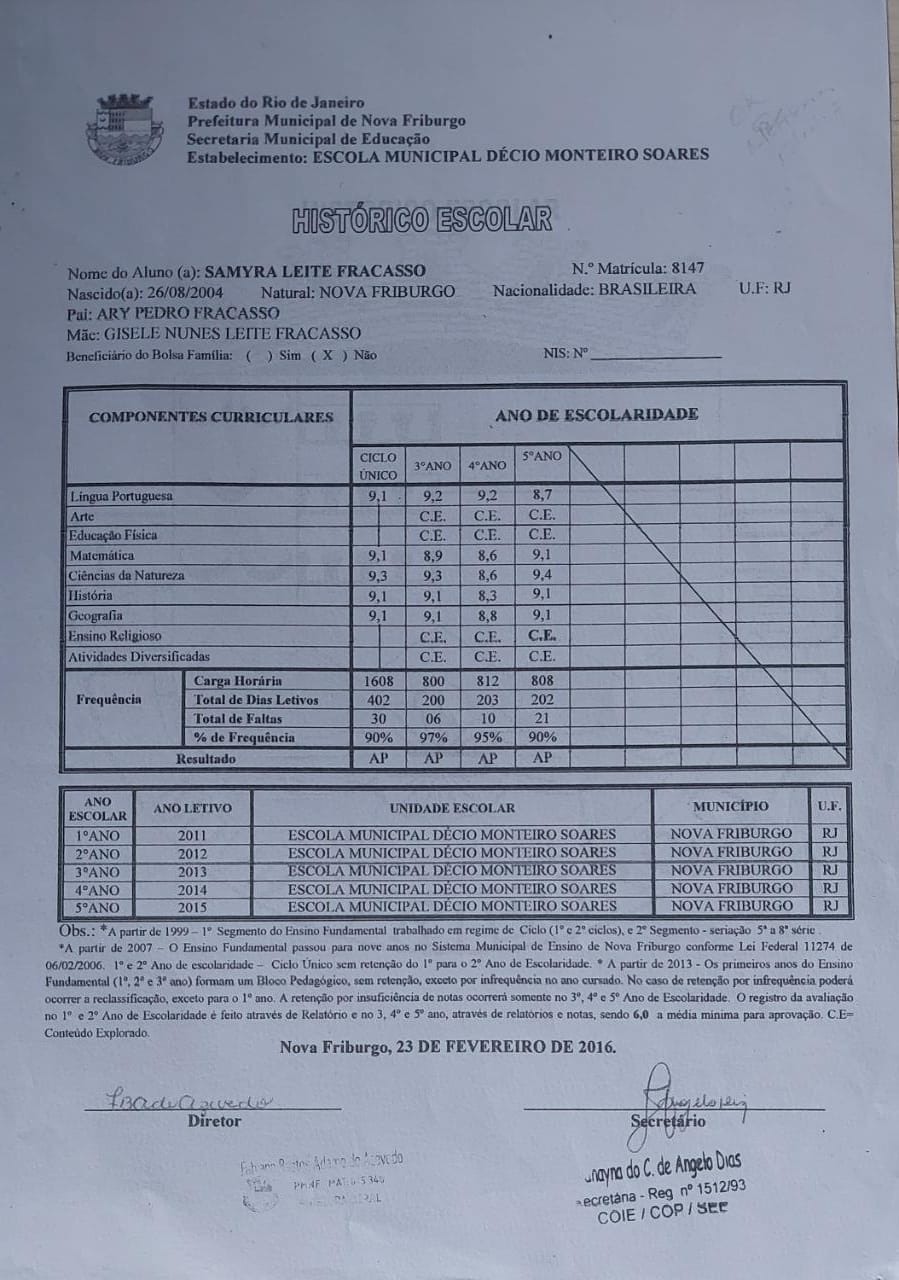 Estado do Rio de Janeiro
Prefeitura Municipal de Nova Friburgo
Secretaria Municipal de Educação
Estabelecimento: ESCOLA MUNICIPAL DÉCIO MONTEIRO SOARES
HISTÓRICO ESCOLAR
Nome do Aluno (a): SAMYRA LEITE FRACASSO N.º Matrícula: 8147
Nascido(a): 26/08/2004 Natural: NOVA FRIBURGO Nacionalidade: BRASILEIRA U.F: RJ
Pai: ARY PEDRO FRACASSO
Mãe: GISELE NUNES LEITE FRACASSO
Beneficiário do Bolsa Família: ( ) Sim ( X ) Não NIS: Nº
COMPONENTES CURRICULARES ANO DE ESCOLARIDADE
CICLO ÚNICO 3ºANO 4ºANO 5ºANO
Língua Portuguesa 9,1 9,2 9,2 8,7
Arte C.E. C.E. C.E.
Educação Física C.E. C.E. C.E.
Matemática 9,1 8,9 8,6 9,1
Ciências da Natureza 9,3 9,3 8,6 9,4
História 9,1 9,1 8,3 9,1
Geografia 9,1 9,1 8,8 9,1
Ensino Religioso C.E. C.E. C.E.
Atividades Diversificadas C.E. C.E. C.E.
Frequência
Carga Horária 1608 800 812 808
Total de Dias Letivos 402 200 203 202
Total de Faltas 30 06 10 21
% de Frequência 90% 97% 95% 90%
Resultado AP AP AP AP
ANO ESCOLAR ANO LETIVO UNIDADE ESCOLAR MUNICÍPIO U.F.
1ºANO 2011 ESCOLA MUNICIPAL DÉCIO MONTEIRO SOARES NOVA FRIBURGO RJ
2ºANO 2012 ESCOLA MUNICIPAL DÉCIO MONTEIRO SOARES NOVA FRIBURGO RJ
3ºANO 2013 ESCOLA MUNICIPAL DÉCIO MONTEIRO SOARES NOVA FRIBURGO RJ
4ºANO 2014 ESCOLA MUNICIPAL DÉCIO MONTEIRO SOARES NOVA FRIBURGO RJ
5ºANO 2015 ESCOLA MUNICIPAL DÉCIO MONTEIRO SOARES NOVA FRIBURGO RJ
Obs.: *A partir de 1999 – 1º Segmento do Ensino Fundamental trabalhado em regime de Ciclo (1º e 2º ciclos), e 2º Segmento - seriação 5ª a 8ª série .
*A partir de 2007 – O Ensino Fundamental passou para nove anos no Sistema Municipal de Ensino de Nova Friburgo conforme Lei Federal 11274 de
06/02/2006. 1º e 2º Ano de escolaridade – Ciclo Único sem retenção do 1º para o 2º Ano de Escolaridade. * A partir de 2013 - Os primeiros anos do Ensino
Fundamental (1º, 2º e 3º ano) formam um Bloco Pedagógico, sem retenção, exceto por infrequência no ano cursado. No caso de retenção por infrequência poderá
ocorrer a reclassificação, exceto para o 1º ano. A retenção por insuficiência de notas ocorrerá somente no 3º, 4º e 5º Ano de Escolaridade. O registro da avaliação
no 1º e 2º Ano de Escolaridade é feito através de Relatório e no 3, 4º e 5º ano, através de relatórios e notas, sendo 6,0 a média mínima para aprovação. C.E=
Conteúdo Explorado.
Nova Friburgo, 23 DE FEVEREIRO DE 2016.
Diretor Secretário
do C. de Angelo Dias
Reg nº 1512/93
COIE / COP / SEE